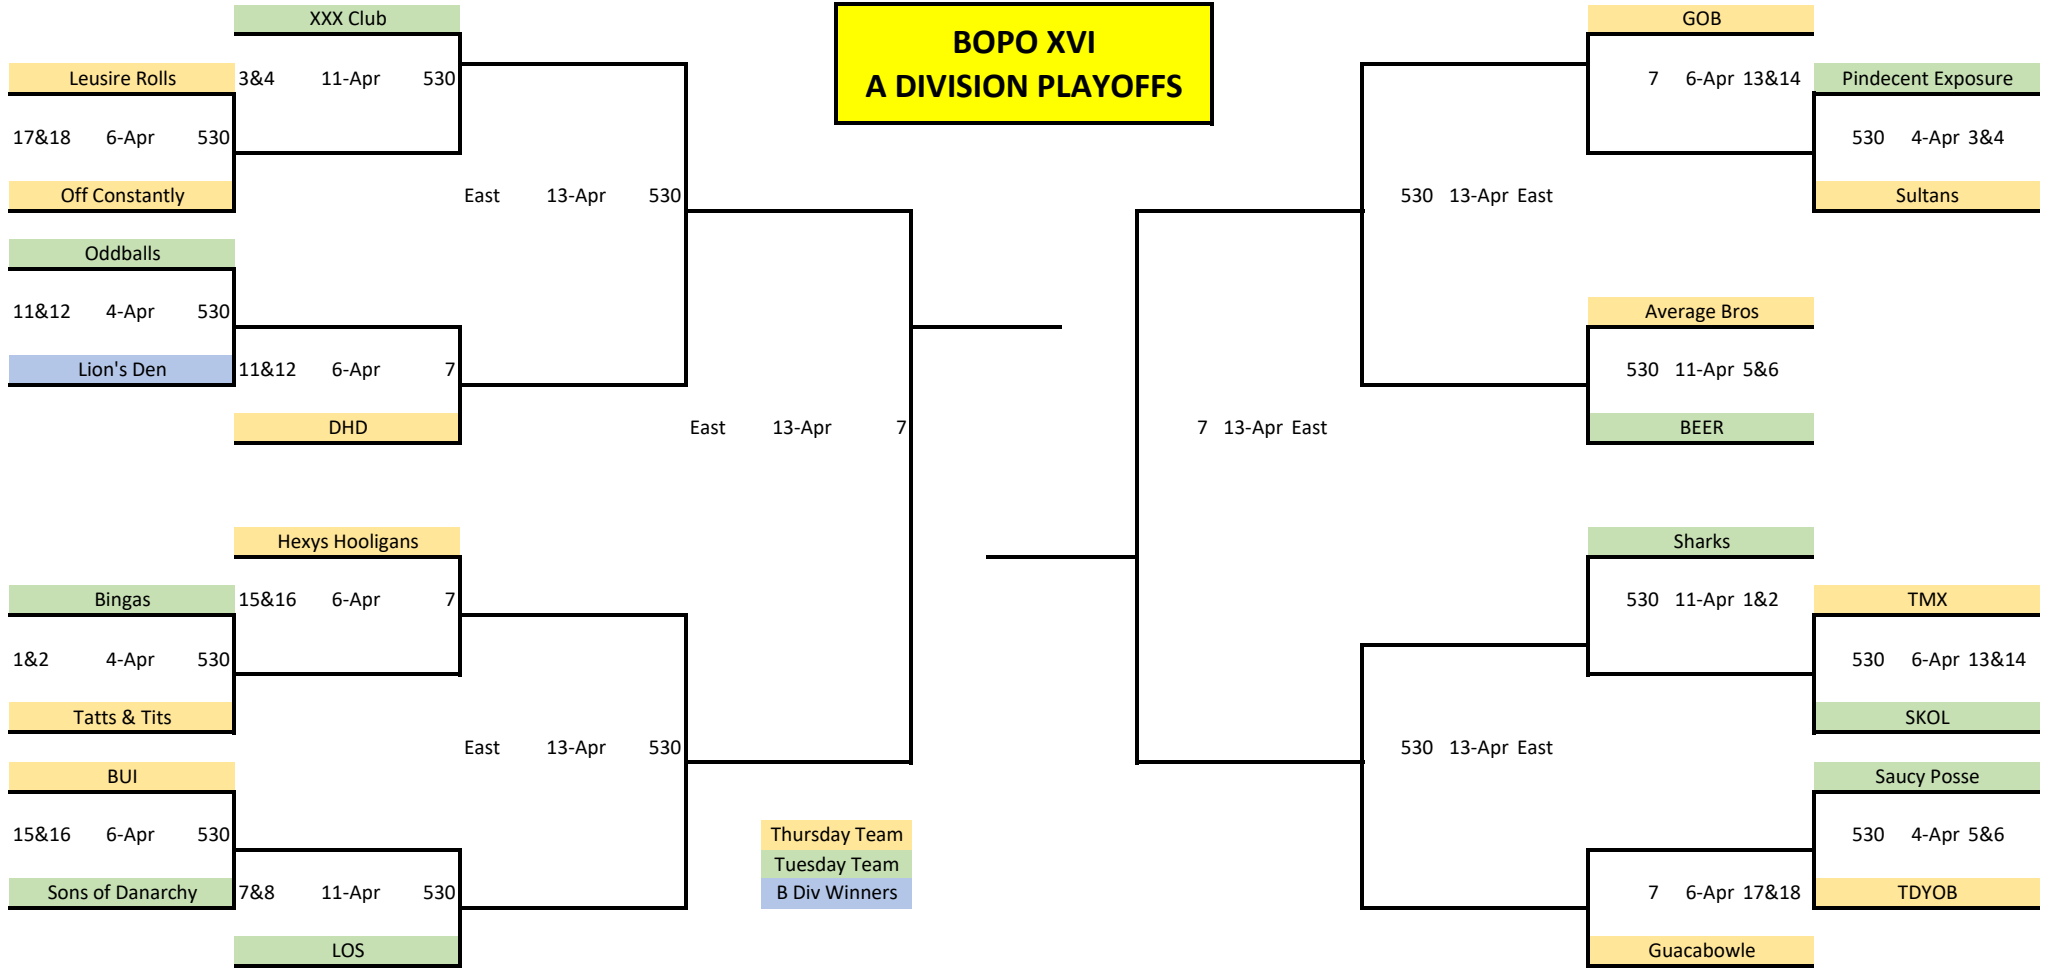 XXX Club
BOPO XVI
A DIVISION PLAYOFFS
GOB
Leusire Rolls
3&4 11-Apr 530
7 6-Apr 13&14
Pindecent Exposure
17&18 6-Apr 530
530 4-Apr 3&4
Off Constantly
East 13-Apr 530
530 13-Apr East
Sultans
Oddballs
11&12 4-Apr 530
Average Bros
Lion's Den
11&12 6-Apr 7
530 11-Apr 5&6
DHD
East 13-Apr 7
7 13-Apr East
BEER
Hexys Hooligans
Sharks
Bingas
15&16 6-Apr 7
530 11-Apr 1&2
TMX
1&2 4-Apr 530
530 6-Apr 13&14
Tatts & Tits
SKOL
East 13-Apr 530
530 13-Apr East
BUI
Saucy Posse
15&16 6-Apr 530
Thursday Team
530 4-Apr 5&6
Tuesday Team
Sons of Danarchy
7&8 11-Apr 530
B Div Winners
7 6-Apr 17&18
TDYOB
LOS
Guacabowle